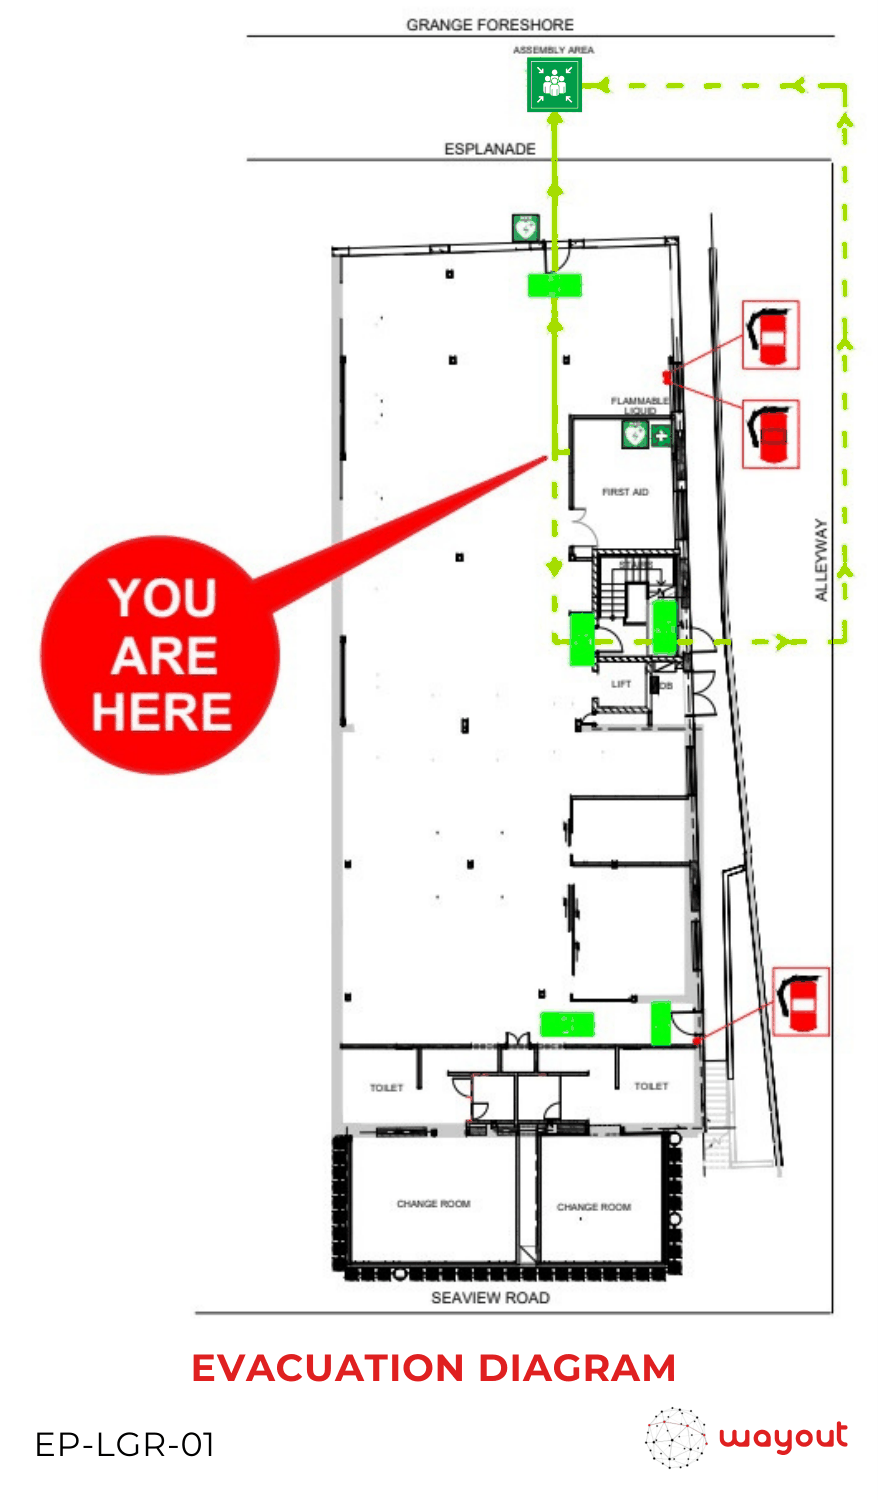 GRANGE FORESHORE
ASSEMBLY AREA
ESPLANADE
FLAMMABLE
LIQUID
FIRST AID
STAIRS
ALLEYWAY
YOU
ARE
HERE
LIFT
DB
TOILET
TOILET
CHANGE ROOM
CHANGE ROOM
SEAVIEW ROAD
EVACUATION DIAGRAM
EP-LGR-01
wayout